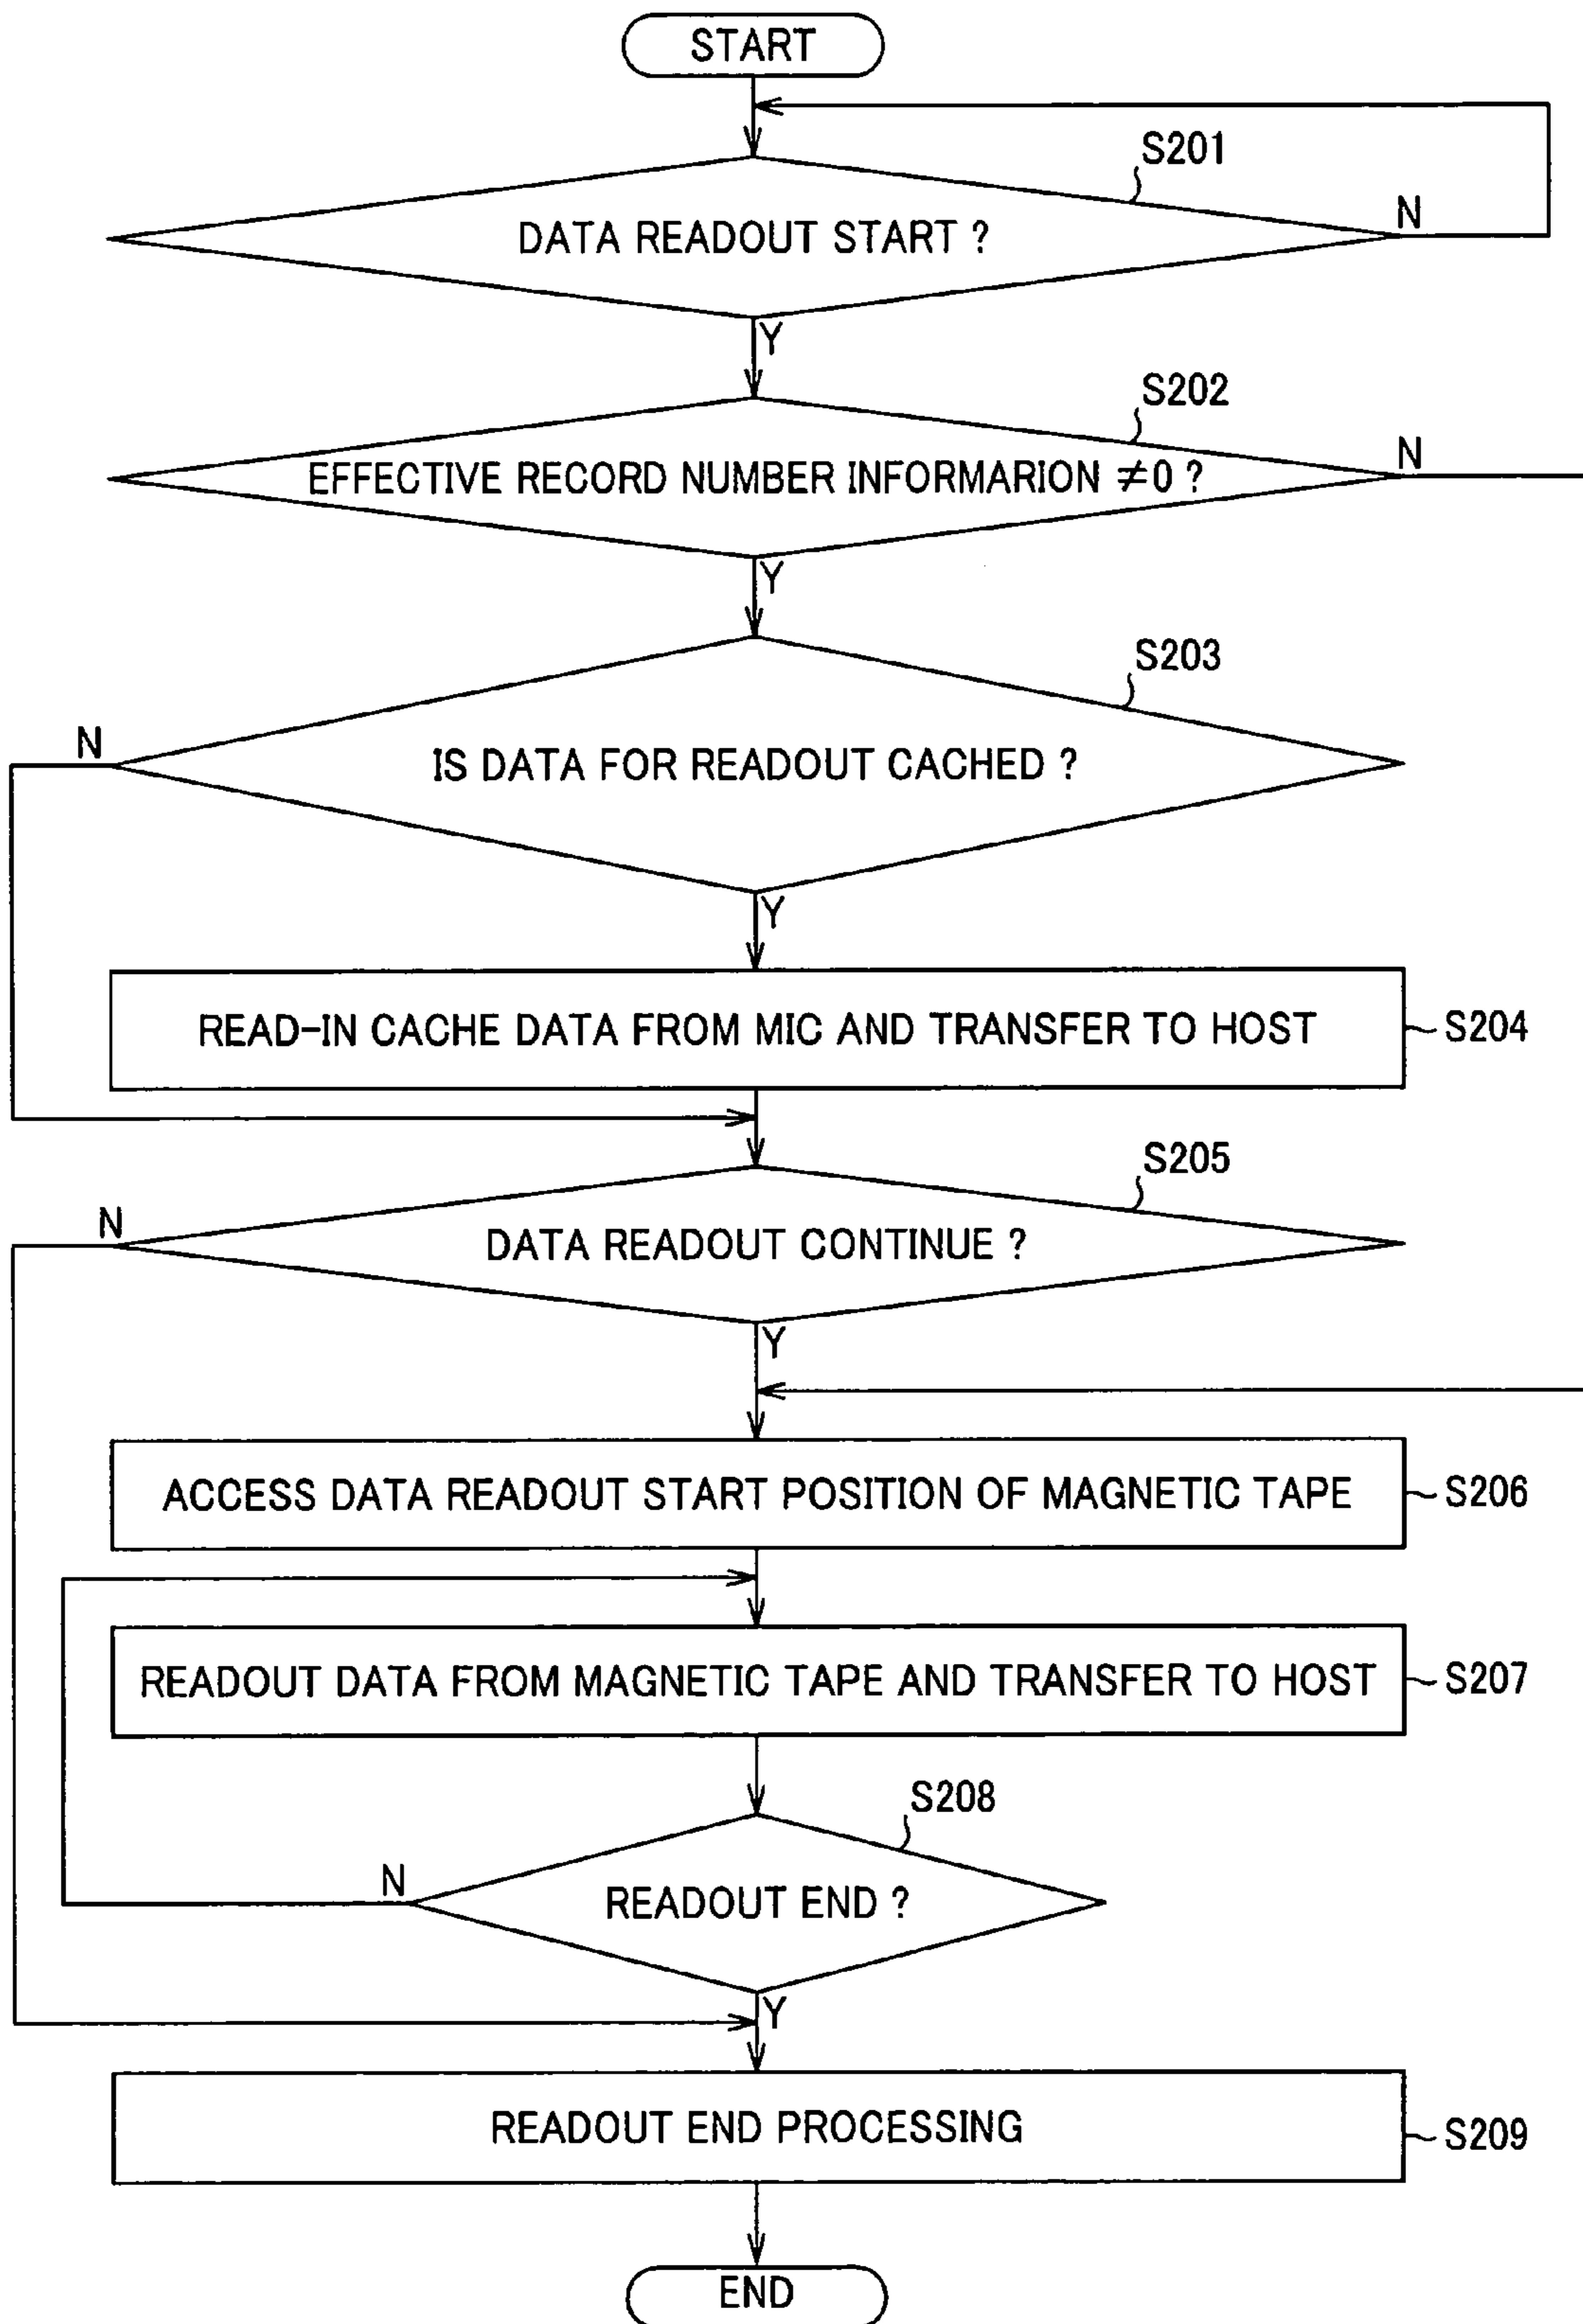 START
S201
DATA READOUT START ?
N
Y
S202
EFFECTIVE RECORD NUMBER INFORMARION ≠0 ?
N
Y
S203
N
IS DATA FOR READOUT CACHED ?
Y
READ-IN CACHE DATA FROM MIC AND TRANSFER TO HOST
S204
S205
N
DATA READOUT CONTINUE ?
Y
ACCESS DATA READOUT START POSITION OF MAGNETIC TAPE
S206
READOUT DATA FROM MAGNETIC TAPE AND TRANSFER TO HOST
S207
S208
N
READOUT END ?
Y
READOUT END PROCESSING
S209
END